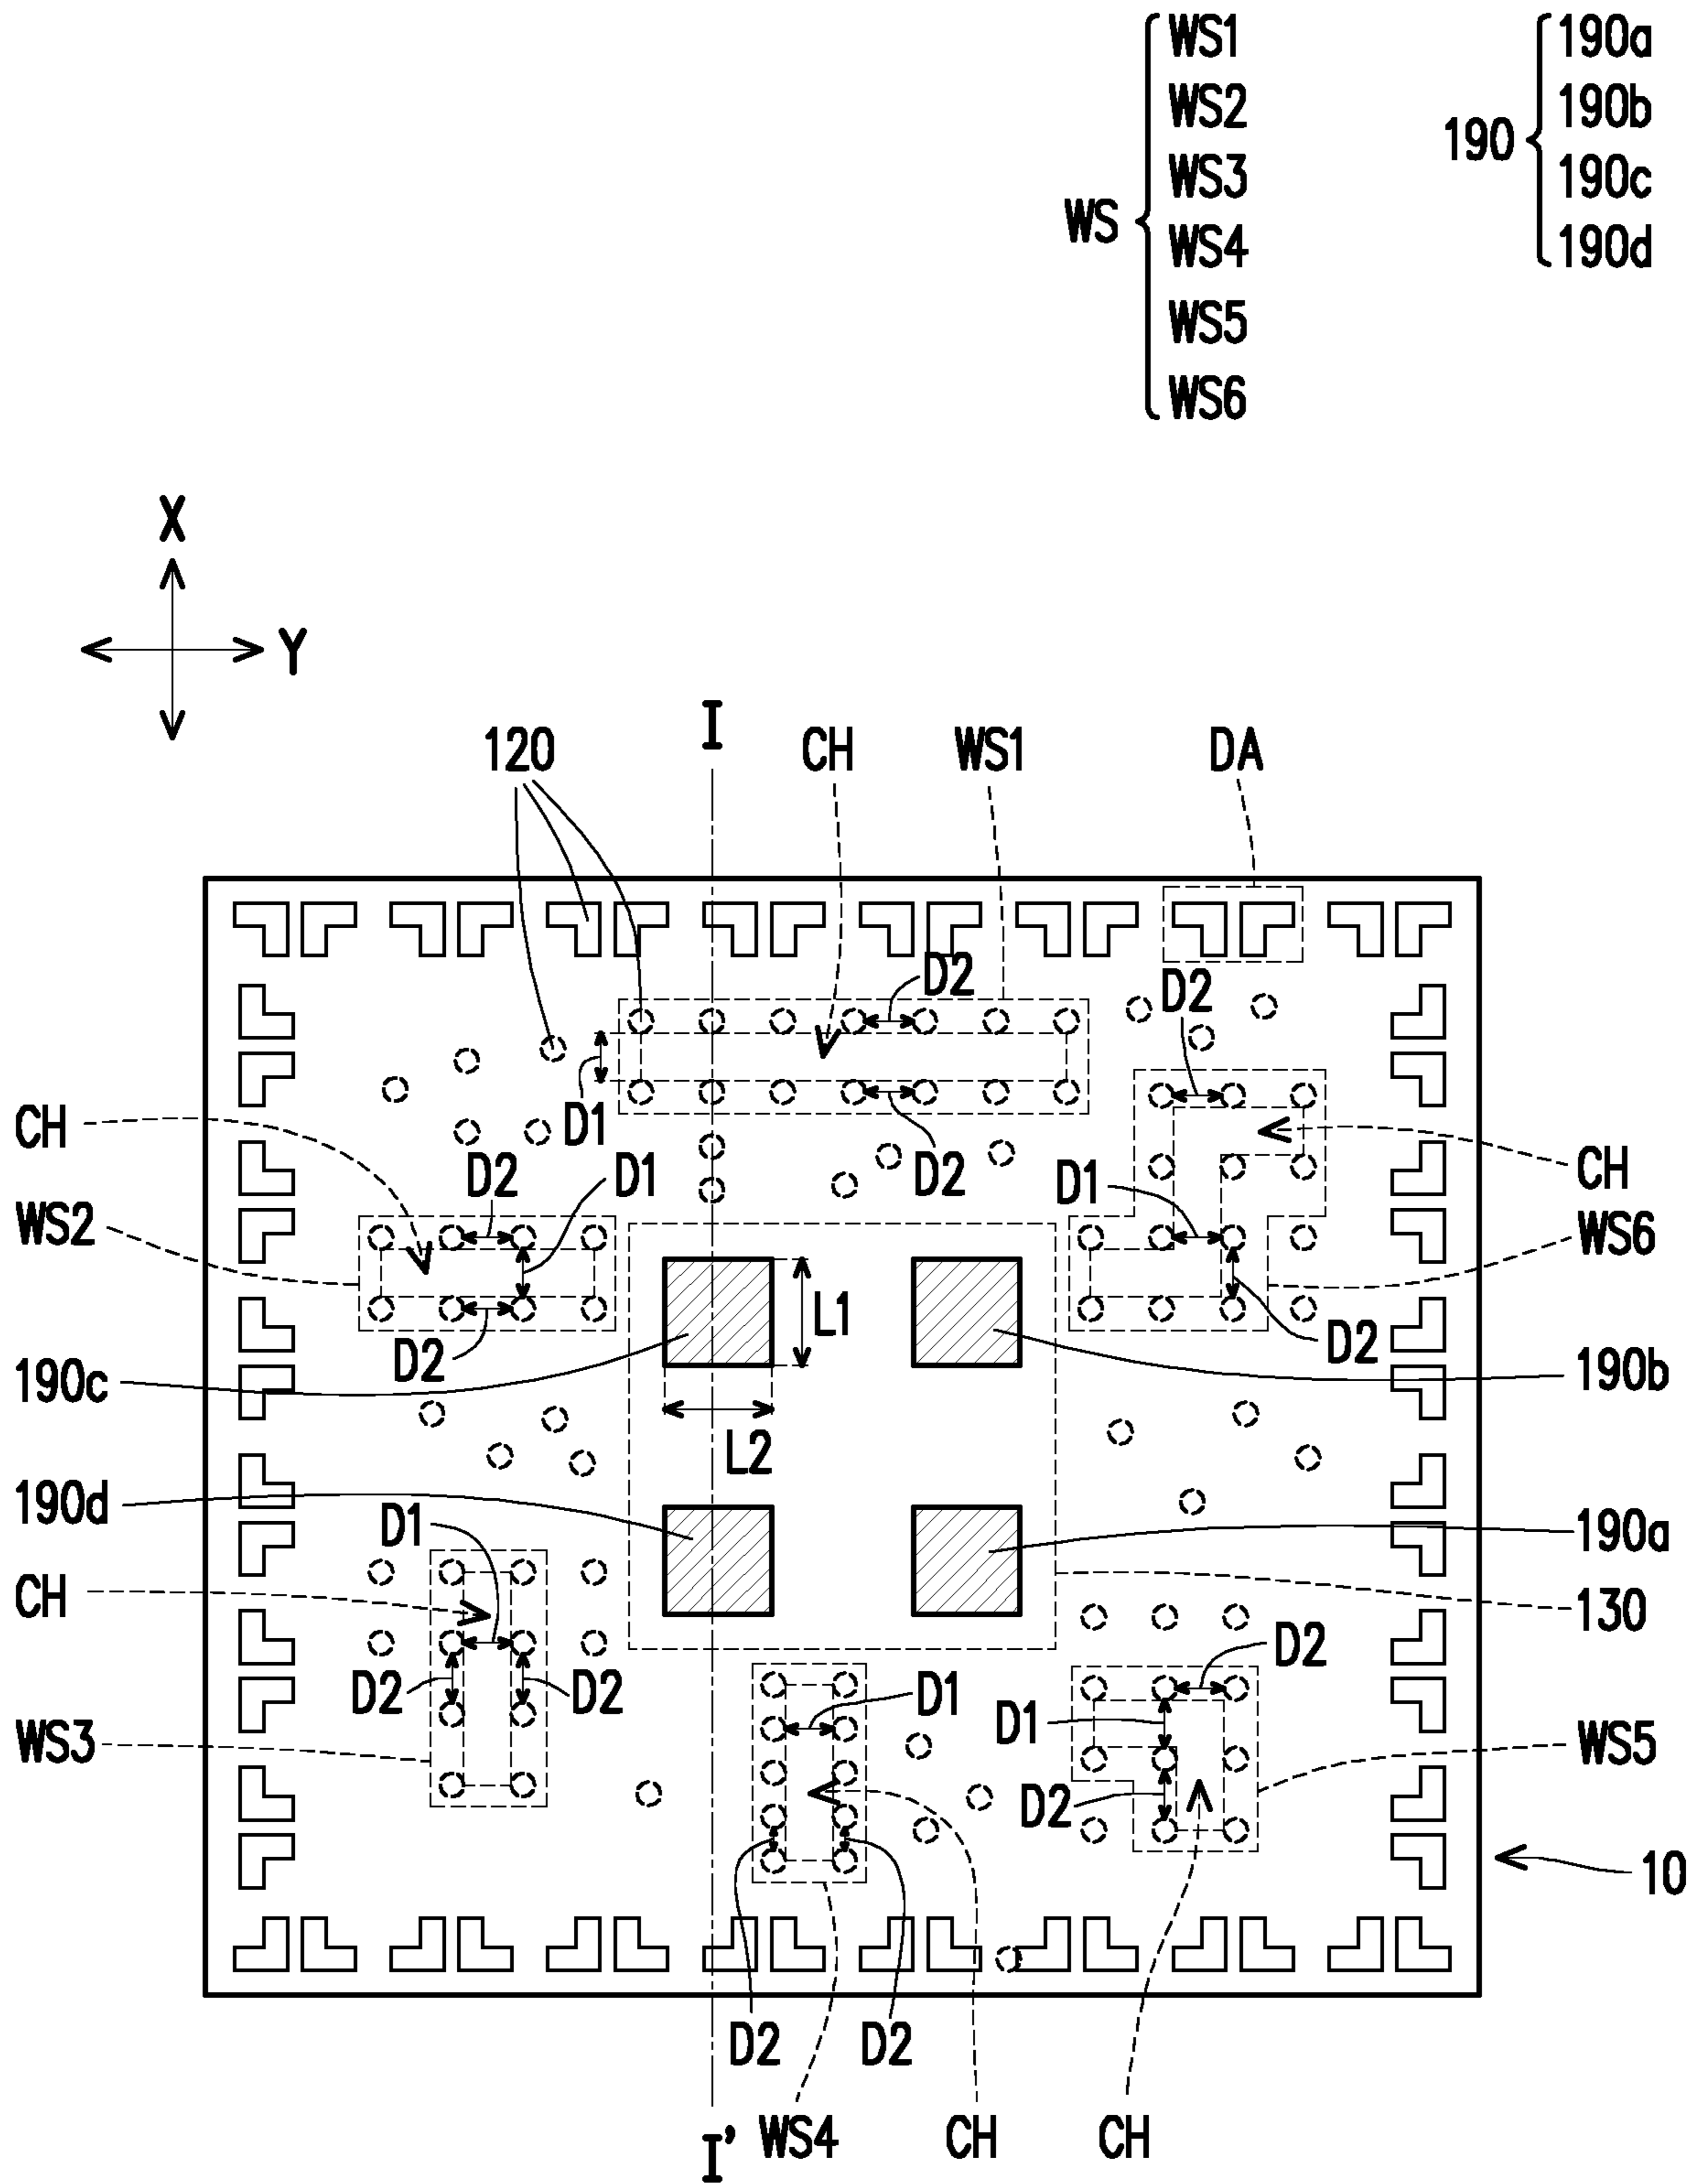 WS1 190a
WS2 190b
190
WS3 190c
WS
WS4 190d
WS5
WS6
X
Y
I
120 CH WS1 DA
D2
D2
D1
CH
D2 D1
D2
D1
CH
WS2
WS6
L1
D2
D2
190c
190b
L2
190d
D1
190a
CH
130
D2
D2 D2
D1
D1
WS3
WS5
D2
10
D2 D2
I' WS4 CH CH